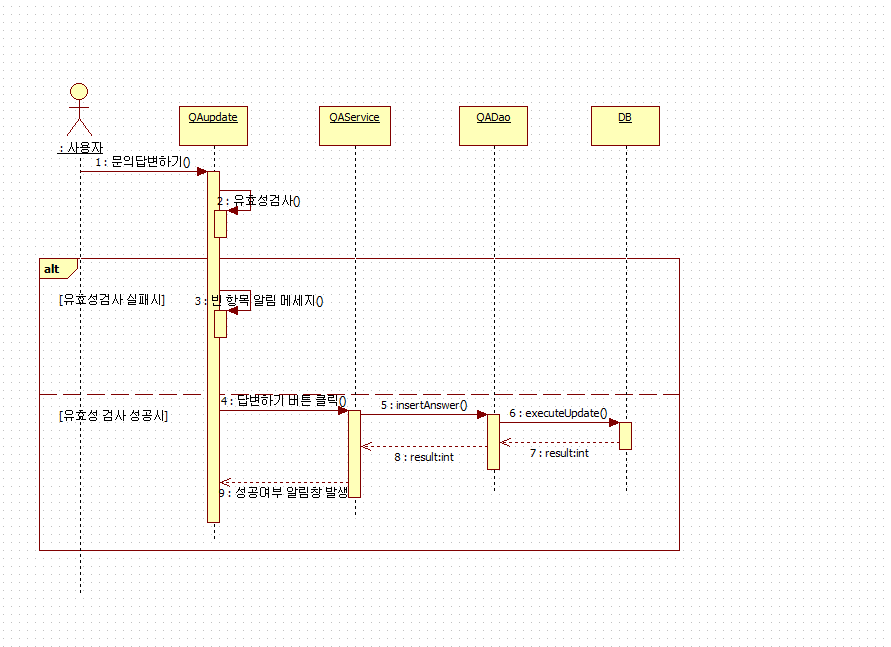 QAupdate
QAService
QADao
DB
: 사용자
1 : 문의답변하기()
2 : 유효성검사()
alt
[유효성검사 실패시]
3 : 빈 항목 알림 메세지()
4 : 답변하기 버튼 클릭()
5 : insertAnswer()
6 : executeUpdate()
[유효성 검사 성공시]
7 : result:int
8 : result:int
9 : 성공여부 알림창 발생